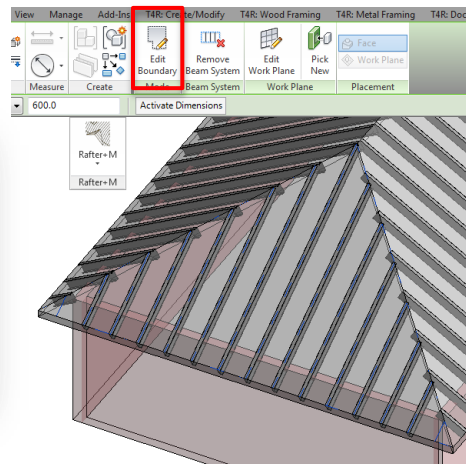 View Manage Add-Ins T4R: Create/Modify T4R: Wood Framing T4R: Metal Framing T4R: Doc
Edit Boundary
Remove Beam System
Edit Work Plane
Pick New
Face
Work Plane
Measure Create Mode Beam System Work Plane Placement
600.0 Activate Dimensions
Rafter+M
Rafter+M